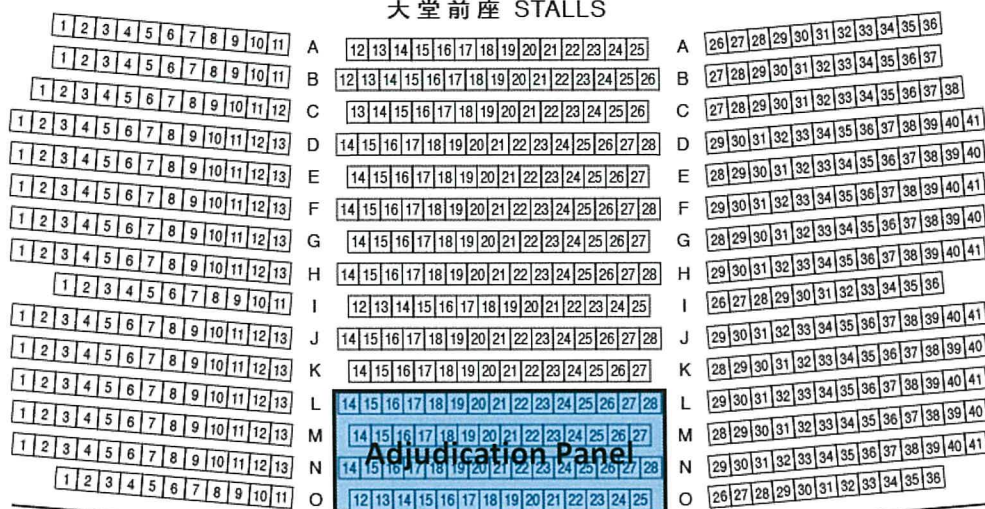 大堂前座 STALLS
1 2 3 4 5 6 7 8 9 10 11 A 12 13 14 15 16 17 18 19 20 21 22 23 24 25 A 26 27 28 29 30 31 32 33 34 35 36
1 2 3 4 5 6 7 8 9 10 11 B 12 13 14 15 16 17 18 19 20 21 22 23 24 25 26 B 27 28 29 30 31 32 33 34 35 36 37
1 2 3 4 5 6 7 8 9 10 11 12 C 13 14 15 16 17 18 19 20 21 22 23 24 25 26 C 27 28 29 30 31 32 33 34 35 36 37 38
1 2 3 4 5 6 7 8 9 10 11 12 13 D 14 15 16 17 18 19 20 21 22 23 24 25 26 27 28 D 29 30 31 32 33 34 35 36 37 38 39 40 41
1 2 3 4 5 6 7 8 9 10 11 12 13 E 14 15 16 17 18 19 20 21 22 23 24 25 26 27 E 28 29 30 31 32 33 34 35 36 37 38 39 40
1 2 3 4 5 6 7 8 9 10 11 12 13 F 14 15 16 17 18 19 20 21 22 23 24 25 26 27 28 F 29 30 31 32 33 34 35 36 37 38 39 40 41
1 2 3 4 5 6 7 8 9 10 11 12 13 G 14 15 16 17 18 19 20 21 22 23 24 25 26 27 G 28 29 30 31 32 33 34 35 36 37 38 39 40
1 2 3 4 5 6 7 8 9 10 11 12 13 H 14 15 16 17 18 19 20 21 22 23 24 25 26 27 28 H 29 30 31 32 33 34 35 36 37 38 39 40 41
1 2 3 4 5 6 7 8 9 10 11 I 12 13 14 15 16 17 18 19 20 21 22 23 24 25 I 26 27 28 29 30 31 32 33 34 35 36
1 2 3 4 5 6 7 8 9 10 11 12 13 J 14 15 16 17 18 19 20 21 22 23 24 25 26 27 28 J 29 30 31 32 33 34 35 36 37 38 39 40 41
1 2 3 4 5 6 7 8 9 10 11 12 13 K 14 15 16 17 18 19 20 21 22 23 24 25 26 27 K 28 29 30 31 32 33 34 35 36 37 38 39 40
1 2 3 4 5 6 7 8 9 10 11 12 13 L 14 15 16 17 18 19 20 21 22 23 24 25 26 27 28 L 29 30 31 32 33 34 35 36 37 38 39 40 41
1 2 3 4 5 6 7 8 9 10 11 12 13 M 14 15 16 17 18 19 20 21 22 23 24 25 26 27 M 28 29 30 31 32 33 34 35 36 37 38 39 40
Adjudication Panel
1 2 3 4 5 6 7 8 9 10 11 12 13 N 14 15 16 17 18 19 20 21 22 23 24 25 26 27 28 N 29 30 31 32 33 34 35 36 37 38 39 40 41
1 2 3 4 5 6 7 8 9 10 11 O 12 13 14 15 16 17 18 19 20 21 22 23 24 25 O 26 27 28 29 30 31 32 33 34 35 36